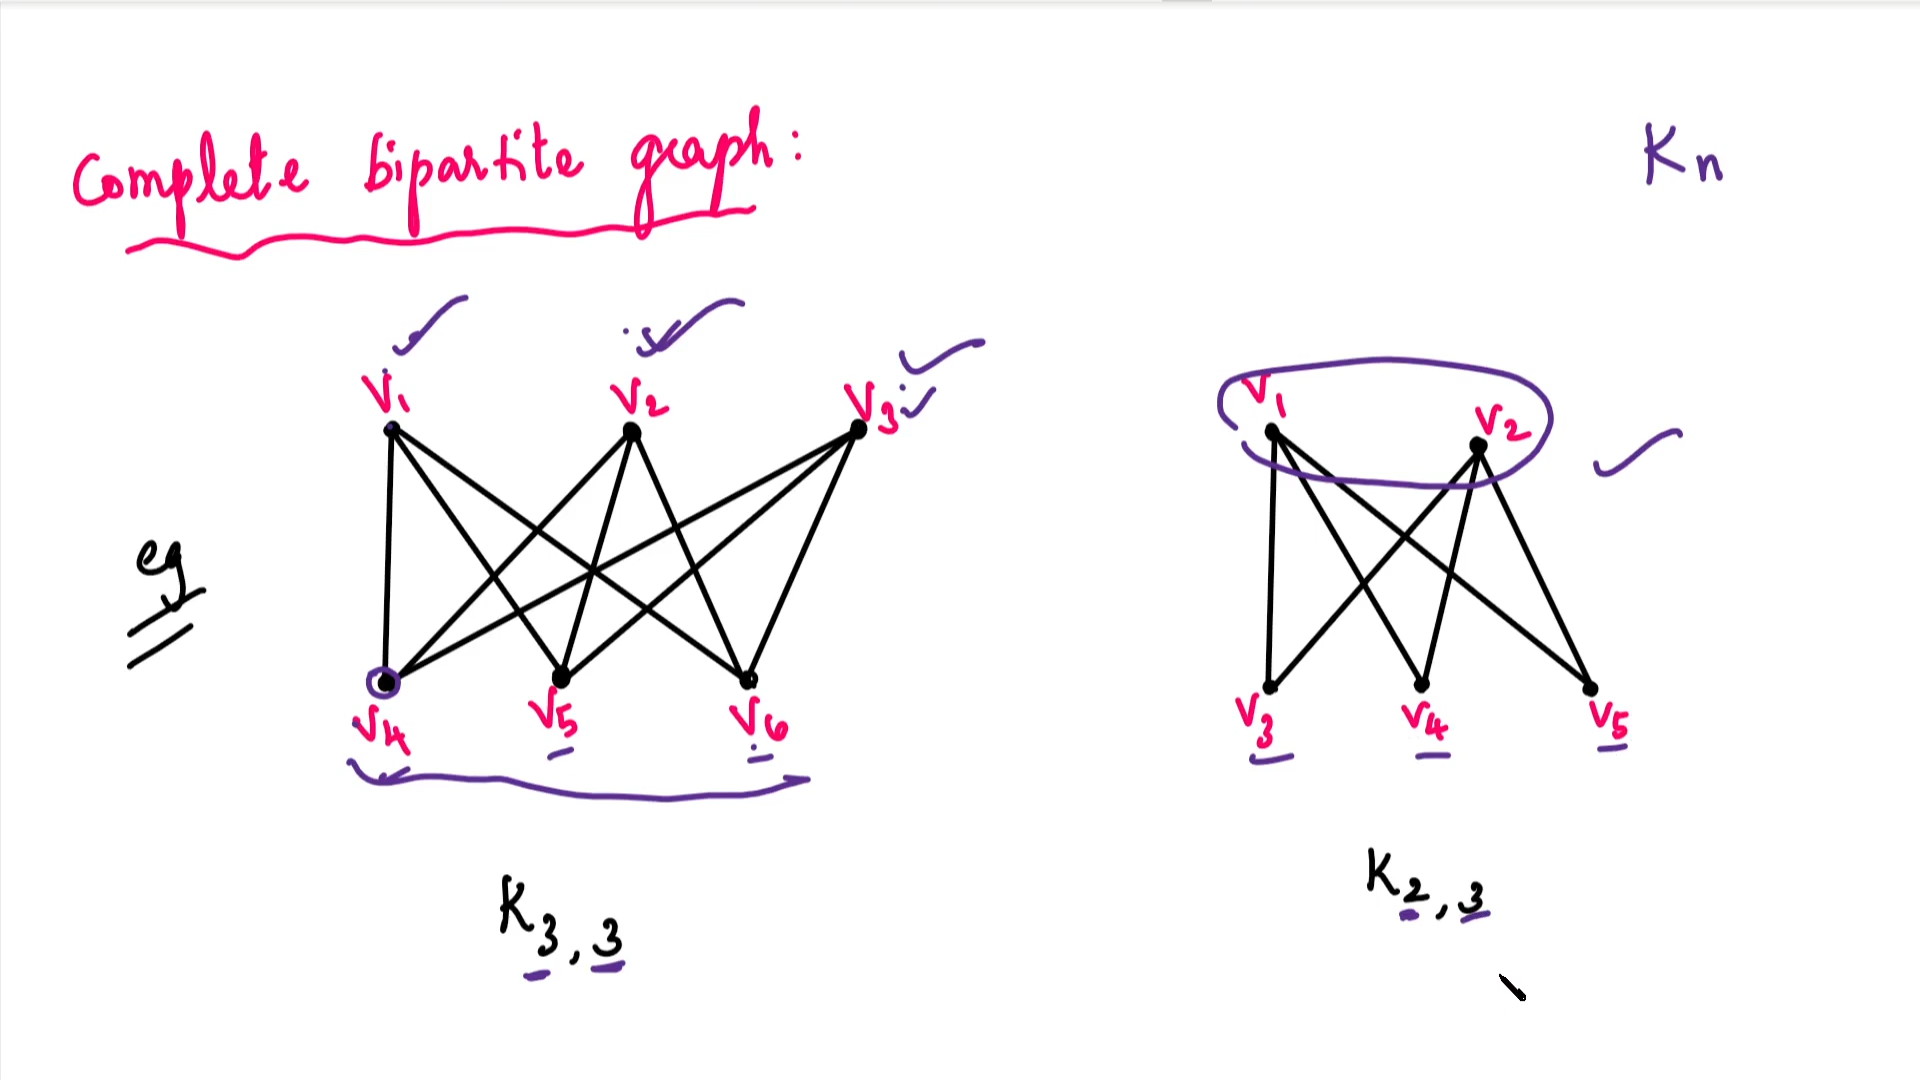 Complete bipartite graph:
Kn
V1 V2 V3
V1 V2
eg
V4 V5 V6
V3 V4 V5
K3,3
K2,3